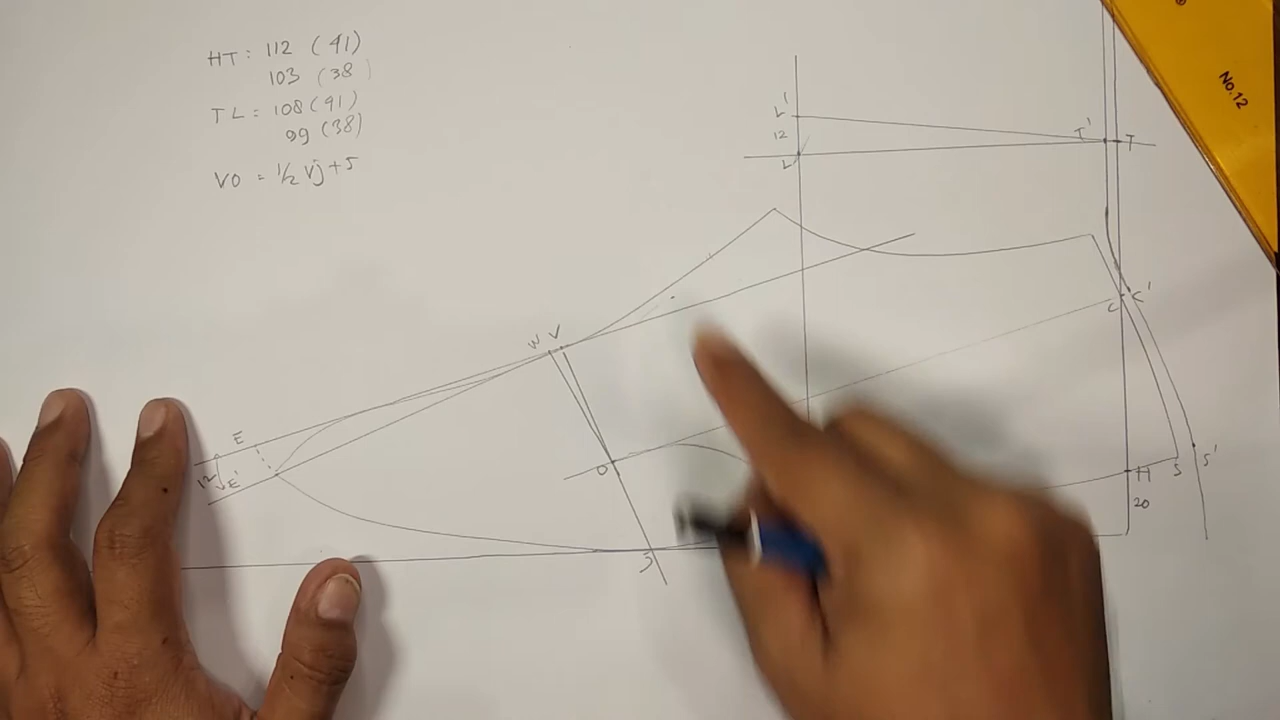 HT: 112 (41)
103 (38)
TL = 108 (41)
99 (38)
VO = 1/2 Vj + 5
No.12
L'
12
L
T'
T
W V
C'
C
E
E'
12
O
J
H
S
S'
20